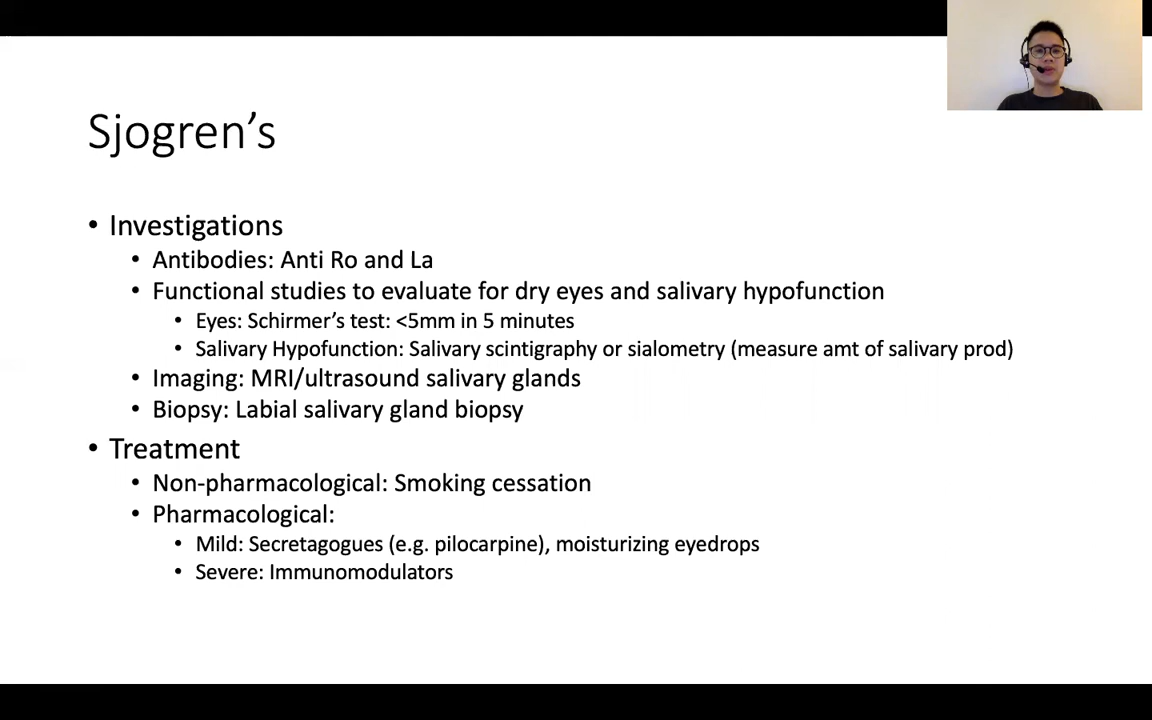 Sjogren’s
• Investigations
• Antibodies: Anti Ro and La
• Functional studies to evaluate for dry eyes and salivary hypofunction
• Eyes: Schirmer’s test: <5mm in 5 minutes
• Salivary Hypofunction: Salivary scintigraphy or sialometry (measure amt of salivary prod)
• Imaging: MRI/ultrasound salivary glands
• Biopsy: Labial salivary gland biopsy
• Treatment
• Non-pharmacological: Smoking cessation
• Pharmacological:
• Mild: Secretagogues (e.g. pilocarpine), moisturizing eyedrops
• Severe: Immunomodulators